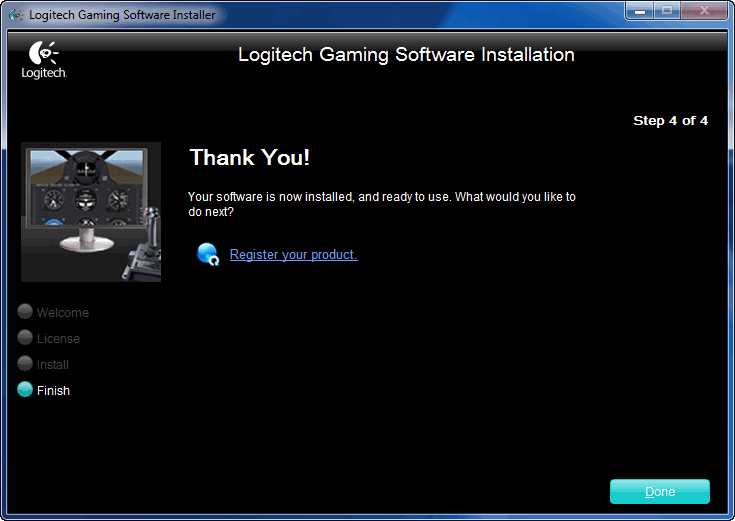 Logitech Gaming Software Installer
Logitech
Logitech Gaming Software Installation
Step 4 of 4
Thank You!
Your software is now installed, and ready to use. What would you like to
do next?
Register your product.
Welcome
License
Install
Finish
Done